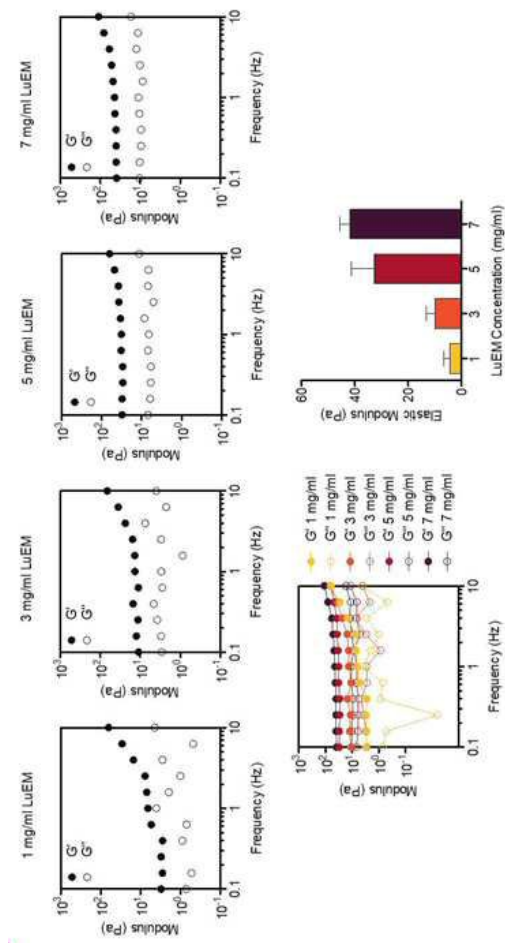 1 mg/ml LuEM
G'
G''
10³
10²
10¹
10⁰
10⁻¹
Modulus (Pa)
0.1
1
10
Frequency (Hz)
3 mg/ml LuEM
G'
G''
10³
10²
10¹
10⁰
10⁻¹
Modulus (Pa)
0.1
1
10
Frequency (Hz)
5 mg/ml LuEM
G'
G''
10³
10²
10¹
10⁰
10⁻¹
Modulus (Pa)
0.1
1
10
Frequency (Hz)
7 mg/ml LuEM
G'
G''
10³
10²
10¹
10⁰
10⁻¹
Modulus (Pa)
0.1
1
10
Frequency (Hz)
10³
10²
10¹
10⁰
10⁻¹
Modulus (Pa)
0.1
1
10
Frequency (Hz)
G' 1 mg/ml
G'' 1 mg/ml
G' 3 mg/ml
G'' 3 mg/ml
G' 5 mg/ml
G'' 5 mg/ml
G' 7 mg/ml
G'' 7 mg/ml
60
40
20
0
Elastic Modulus (Pa)
1
3
5
7
LuEM Concentration (mg/ml)